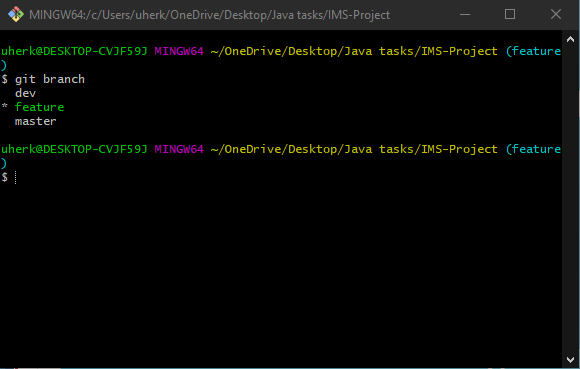 MINGW64:/c/Users/uherk/OneDrive/Desktop/Java tasks/IMS-Project
uherk@DESKTOP-CVJF59J MINGW64 ~/OneDrive/Desktop/Java tasks/IMS-Project (feature
)
$ git branch
  dev
* feature
  master
uherk@DESKTOP-CVJF59J MINGW64 ~/OneDrive/Desktop/Java tasks/IMS-Project (feature
)
$